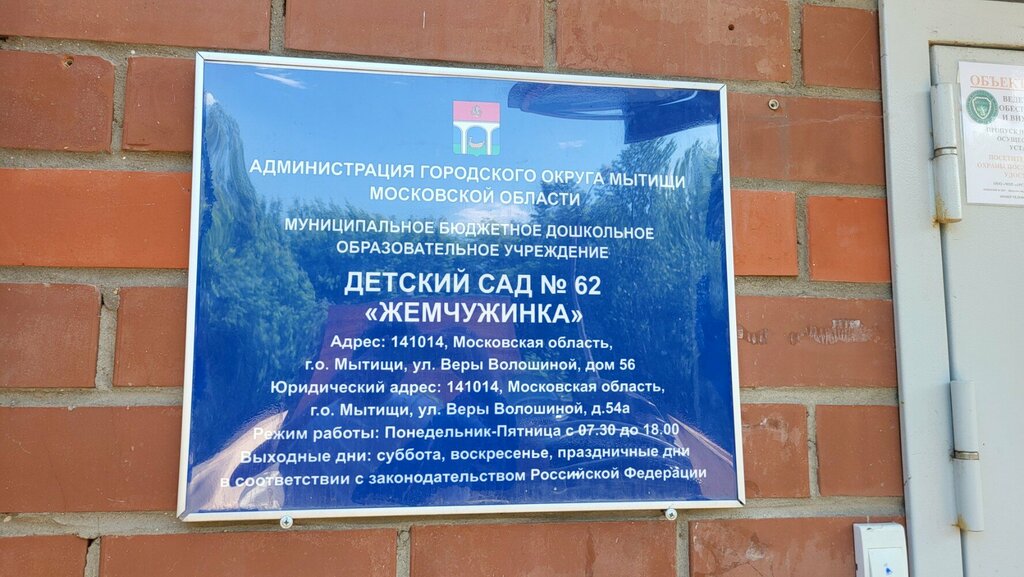 АДМИНИСТРАЦИЯ ГОРОДСКОГО ОКРУГА МЫТИЩИ
МОСКОВСКОЙ ОБЛАСТИ
МУНИЦИПАЛЬНОЕ БЮДЖЕТНОЕ ДОШКОЛЬНОЕ
ОБРАЗОВАТЕЛЬНОЕ УЧРЕЖДЕНИЕ
ДЕТСКИЙ САД № 62
«ЖЕМЧУЖИНКА»
Адрес: 141014, Московская область,
г.о. Мытищи, ул. Веры Волошиной, дом 56
Юридический адрес: 141014, Московская область,
г.о. Мытищи, ул. Веры Волошиной, д.54а
Режим работы: Понедельник-Пятница с 07.30 до 18.00
Выходные дни: суббота, воскресенье, праздничные дни
в соответствии с законодательством Российской Федерации